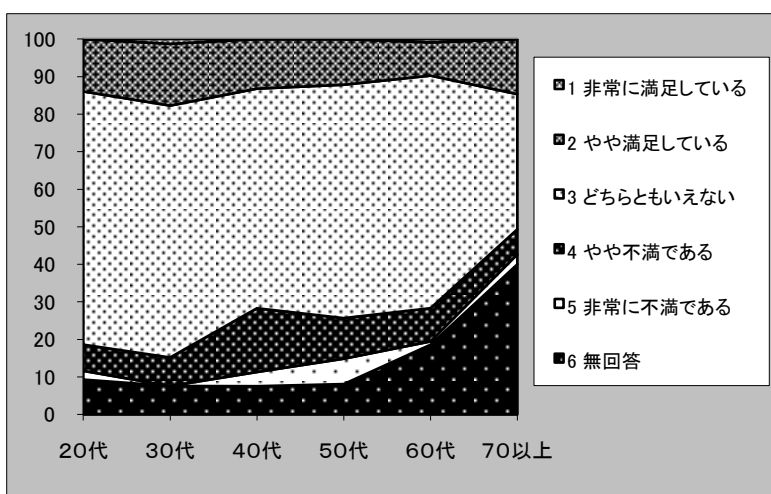 100
90
80
70
60
50
40
30
20
10
0
20代 30代 40代 50代 60代 70以上
1 非常に満足している
2 やや満足している
3 どちらともいえない
4 やや不満である
5 非常に不満である
6 無回答